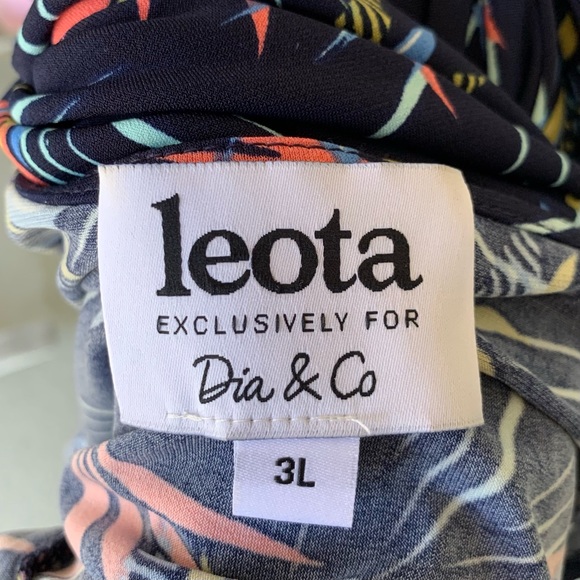 leota
EXCLUSIVELY FOR
Dia & Co
3L